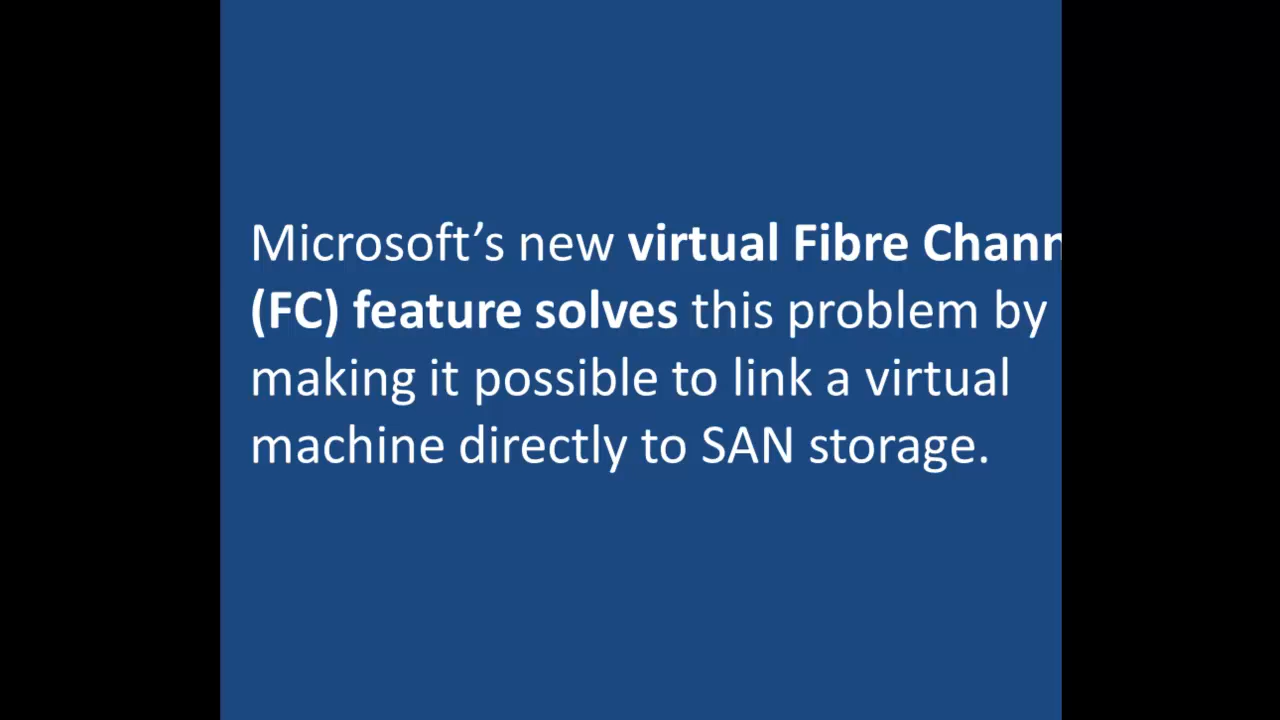 Microsoft’s new virtual Fibre Chann
(FC) feature solves this problem by
making it possible to link a virtual
machine directly to SAN storage.